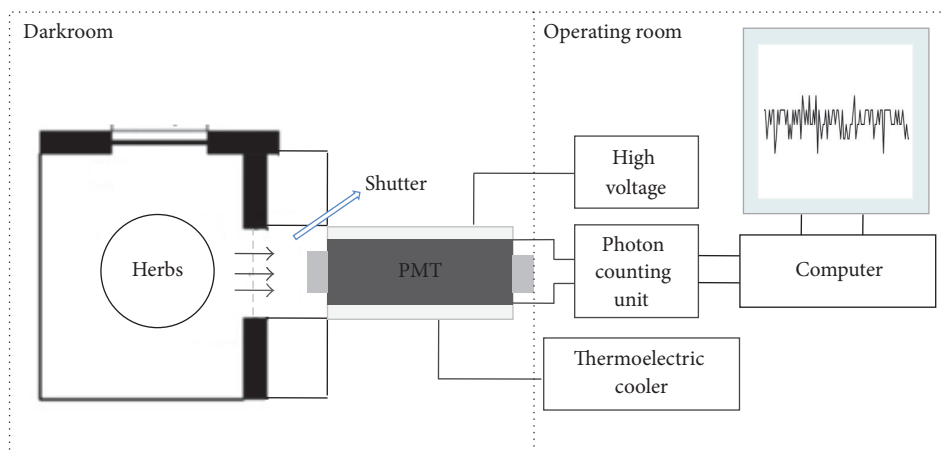 Darkroom
Operating room
Shutter
Herbs
PMT
High
voltage
Photon
counting
unit
Computer
Thermoelectric
cooler